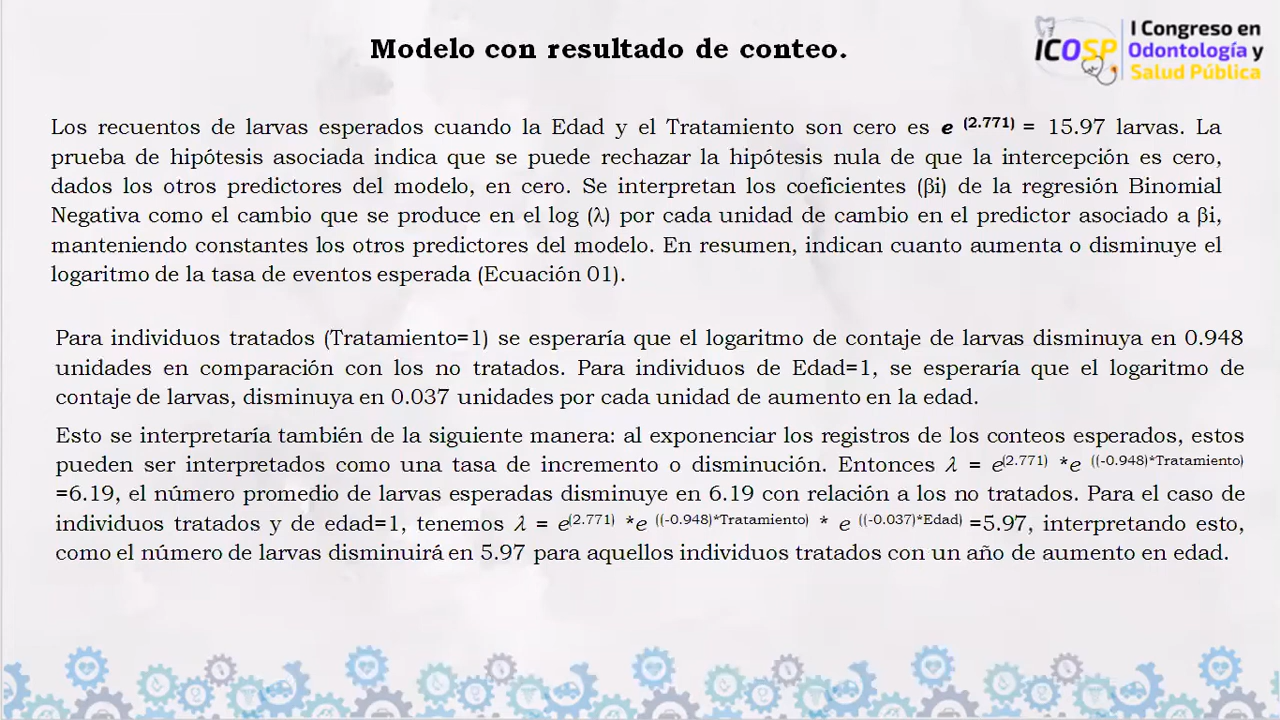 Modelo con resultado de conteo.
ICOSP
I Congreso en
Odontología y
Salud Pública
Los recuentos de larvas esperados cuando la Edad y el Tratamiento son cero es e (2.771) = 15.97 larvas. La
prueba de hipótesis asociada indica que se puede rechazar la hipótesis nula de que la intercepción es cero,
dados los otros predictores del modelo, en cero. Se interpretan los coeficientes (βi) de la regresión Binomial
Negativa como el cambio que se produce en el log (λ) por cada unidad de cambio en el predictor asociado a βi,
manteniendo constantes los otros predictores del modelo. En resumen, indican cuanto aumenta o disminuye el
logaritmo de la tasa de eventos esperada (Ecuación 01).
Para individuos tratados (Tratamiento=1) se esperaría que el logaritmo de contaje de larvas disminuya en 0.948
unidades en comparación con los no tratados. Para individuos de Edad=1, se esperaría que el logaritmo de
contaje de larvas, disminuya en 0.037 unidades por cada unidad de aumento en la edad.
Esto se interpretaría también de la siguiente manera: al exponenciar los registros de los conteos esperados, estos
pueden ser interpretados como una tasa de incremento o disminución. Entonces λ = e(2.771) *e ((-0.948)*Tratamiento)
=6.19, el número promedio de larvas esperadas disminuye en 6.19 con relación a los no tratados. Para el caso de
individuos tratados y de edad=1, tenemos λ = e(2.771) *e ((-0.948)*Tratamiento) * e ((-0.037)*Edad) =5.97, interpretando esto,
como el número de larvas disminuirá en 5.97 para aquellos individuos tratados con un año de aumento en edad.